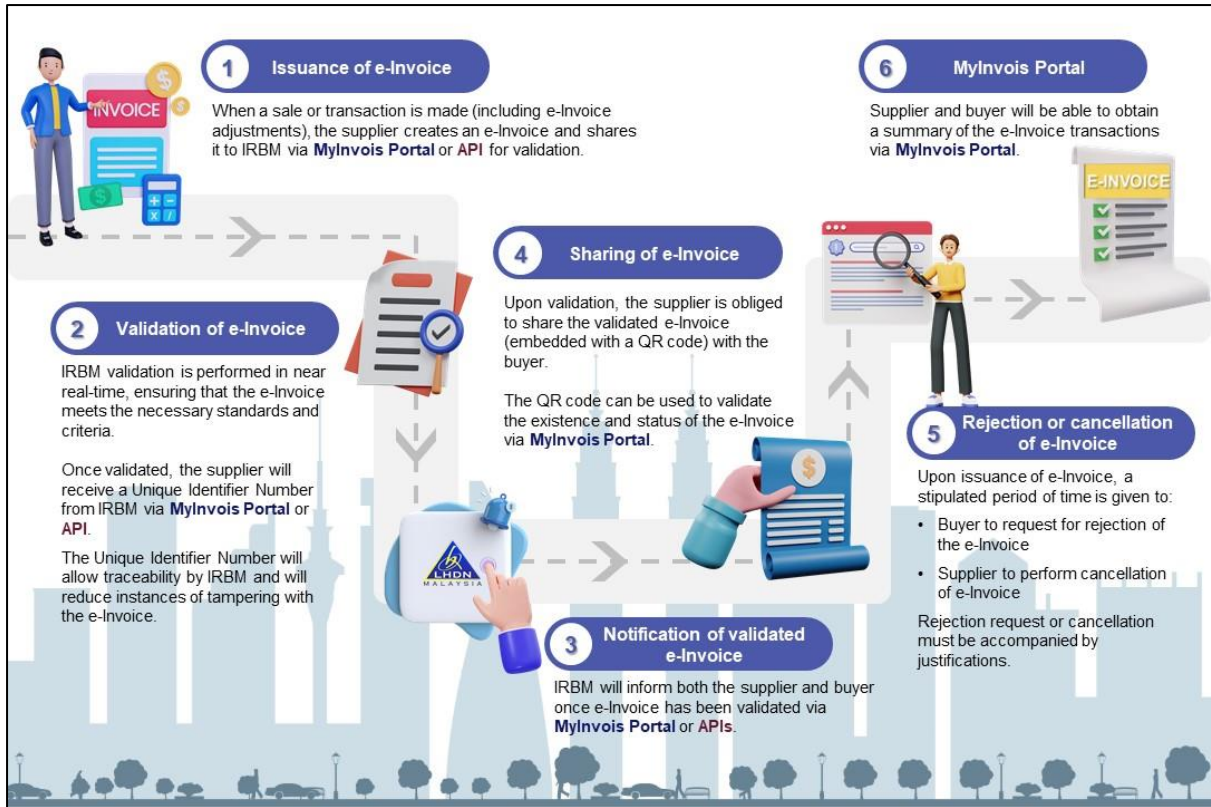 1
Issuance of e-Invoice
When a sale or transaction is made (including e-Invoice
adjustments), the supplier creates an e-Invoice and shares
it to IRBM via MyInvois Portal or API for validation.
INVOICE
2
Validation of e-Invoice
IRBM validation is performed in near
real-time, ensuring that the e-Invoice
meets the necessary standards and
criteria.
Once validated, the supplier will
receive a Unique Identifier Number
from IRBM via MyInvois Portal or
API.
The Unique Identifier Number will
allow traceability by IRBM and will
reduce instances of tampering with
the e-Invoice.
LHDN
MALAYSIA
3
Notification of validated
e-Invoice
IRBM will inform both the supplier and buyer
once e-Invoice has been validated via
MyInvois Portal or APIs.
4
Sharing of e-Invoice
Upon validation, the supplier is obliged
to share the validated e-Invoice
(embedded with a QR code) with the
buyer.
The QR code can be used to validate
the existence and status of the e-Invoice
via MyInvois Portal.
5
Rejection or cancellation
of e-Invoice
Upon issuance of e-Invoice, a
stipulated period of time is given to:
• Buyer to request for rejection of
the e-Invoice
• Supplier to perform cancellation
of e-Invoice
Rejection request or cancellation
must be accompanied by
justifications.
6
MyInvois Portal
Supplier and buyer will be able to obtain
a summary of the e-Invoice transactions
via MyInvois Portal.
E-INVOICE